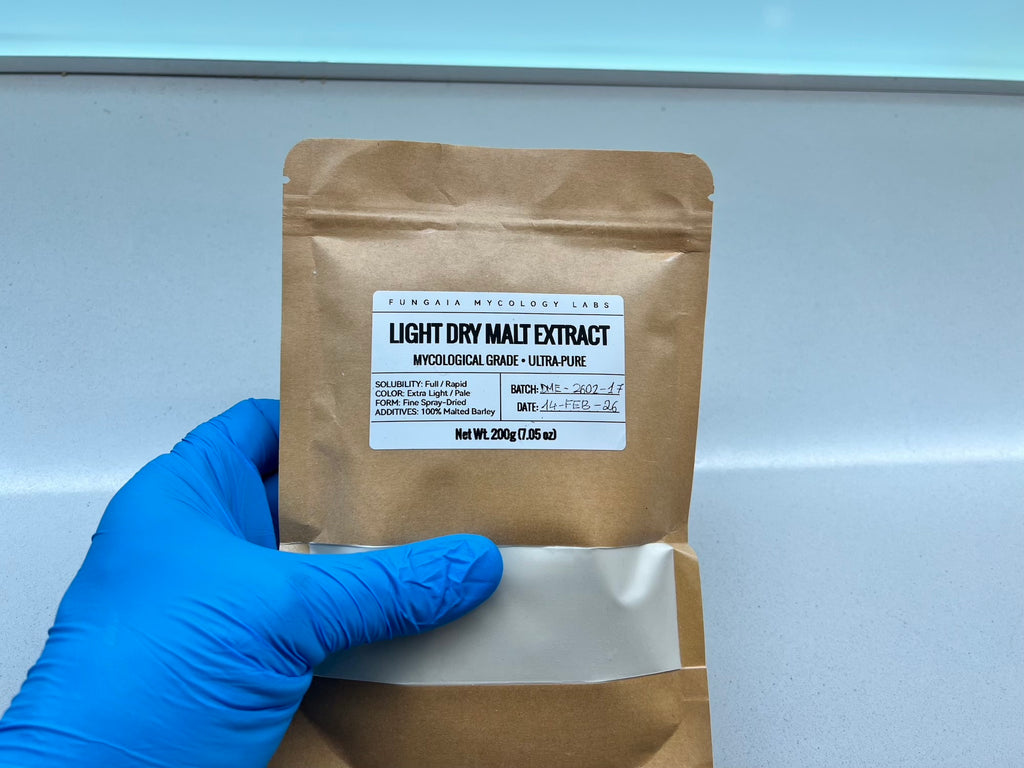 FUNGAIA MYCOLOGY LABS
LIGHT DRY MALT EXTRACT
MYCOLOGICAL GRADE • ULTRA-PURE
SOLUBILITY: Full / Rapid
COLOR: Extra Light / Pale
FORM: Fine Spray-Dried
ADDITIVES: 100% Malted Barley
BATCH: DME - 2602-17
DATE: 14-FEB-26
Net Wt. 200g (7.05 oz)